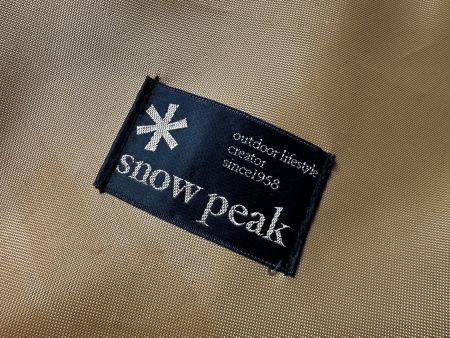 outdoor lifestyle
creator
since1958
snow peak